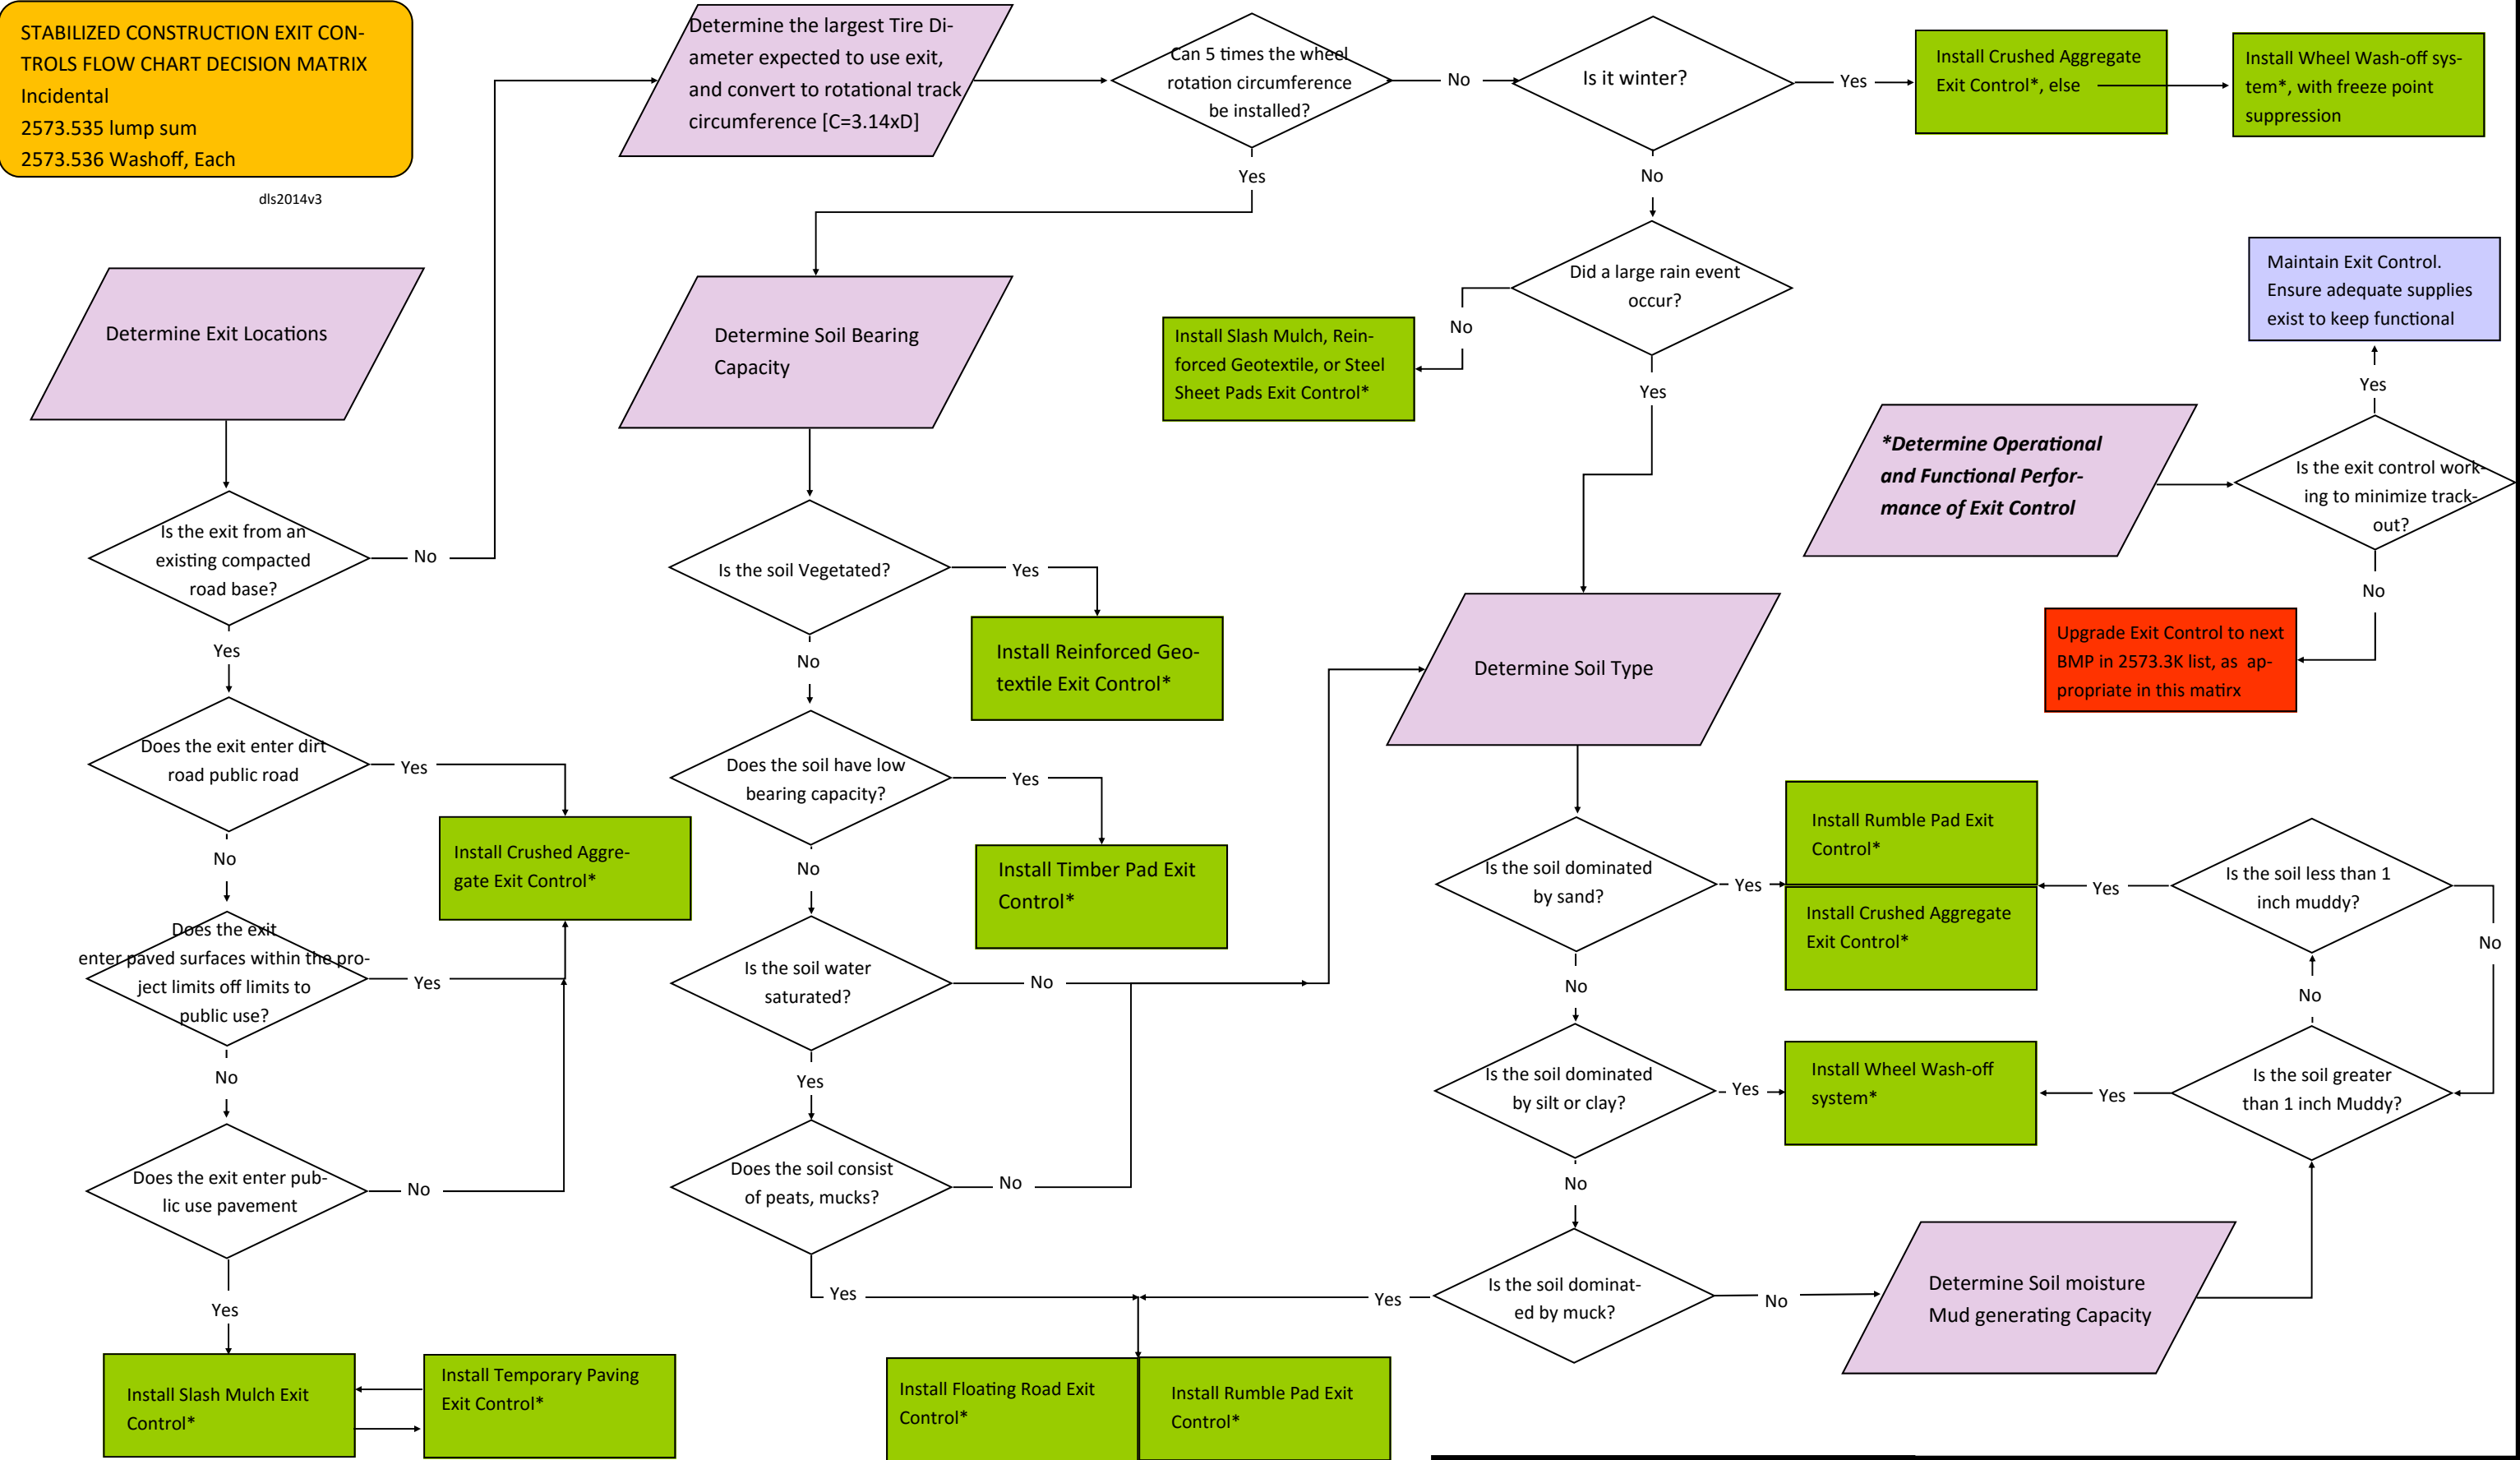 STABILIZED CONSTRUCTION EXIT CON-
TROLS FLOW CHART DECISION MATRIX
Incidental
2573.535 lump sum
2573.536 Washoff, Each
dls2014v3
Determine Exit Locations
Is the exit from an
existing compacted
road base?
No
Yes
Does the exit enter dirt
road public road
Yes
No
Does the exit
enter paved surfaces within the pro-
ject limits off limits to
public use?
Yes
No
Does the exit enter pub-
lic use pavement
No
Yes
Install Crushed Aggre-
gate Exit Control*
Install Slash Mulch Exit
Control*
Install Temporary Paving
Exit Control*
Determine the largest Tire Di-
ameter expected to use exit,
and convert to rotational track
circumference [C=3.14xD]
Can 5 times the wheel
rotation circumference
be installed?
No
Yes
Determine Soil Bearing
Capacity
Is the soil Vegetated?
Yes
Install Reinforced Geo-
textile Exit Control*
No
Does the soil have low
bearing capacity?
Yes
Install Timber Pad Exit
Control*
No
Is the soil water
saturated?
No
Yes
Does the soil consist
of peats, mucks?
No
Yes
Install Floating Road Exit
Control*
Install Rumble Pad Exit
Control*
Is it winter?
Yes
Install Crushed Aggregate
Exit Control*, else
Install Wheel Wash-off sys-
tem*, with freeze point
suppression
No
Did a large rain event
occur?
No
Install Slash Mulch, Rein-
forced Geotextile, or Steel
Sheet Pads Exit Control*
Yes
Determine Soil Type
Is the soil dominated
by sand?
Yes
Install Rumble Pad Exit
Control*
Install Crushed Aggregate
Exit Control*
No
Is the soil dominated
by silt or clay?
Yes
Install Wheel Wash-off
system*
No
Is the soil dominat-
ed by muck?
Yes
No
Determine Soil moisture
Mud generating Capacity
Is the soil greater
than 1 inch Muddy?
Yes
No
Is the soil less than 1
inch muddy?
Yes
No
*Determine Operational
and Functional Perfor-
mance of Exit Control
Is the exit control work-
ing to minimize track-
out?
Yes
Maintain Exit Control.
Ensure adequate supplies
exist to keep functional
No
Upgrade Exit Control to next
BMP in 2573.3K list, as  ap-
propriate in this matirx